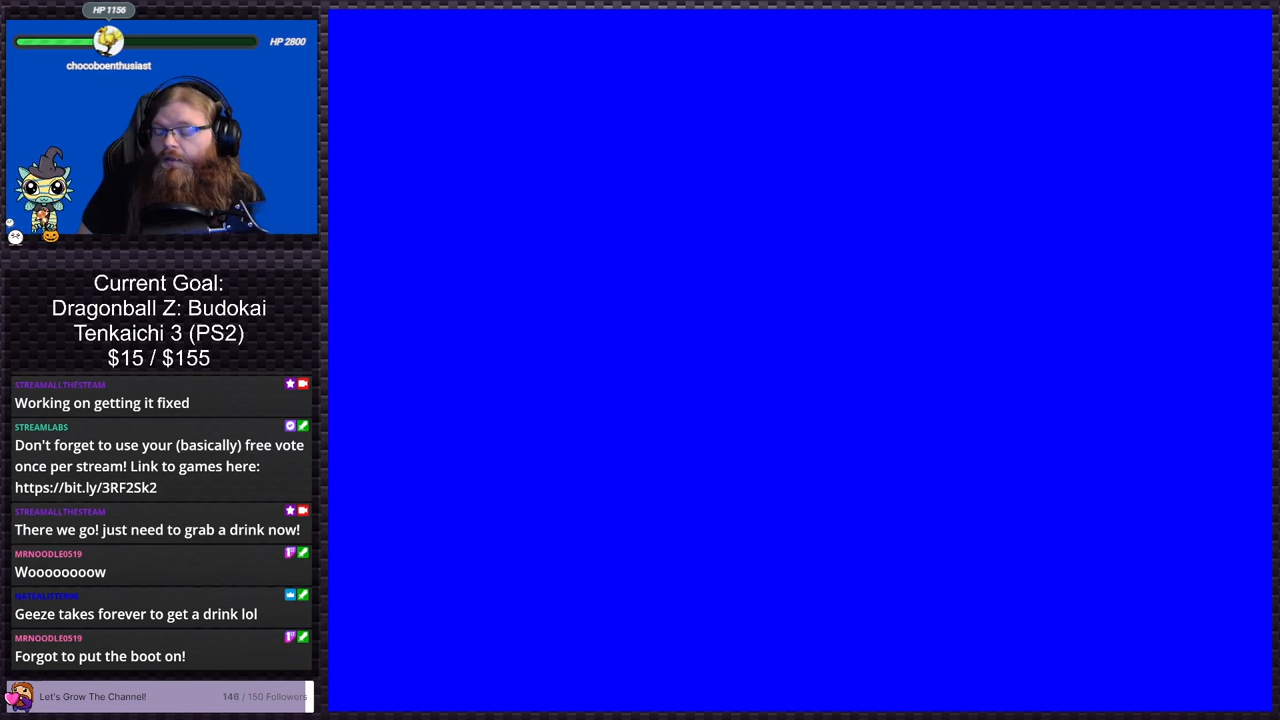 HP 1156
HP 2800
chocoboenthusiast
Current Goal:
Dragonball Z: Budokai
Tenkaichi 3 (PS2)
$15 / $155
STREAMALLTHESTEAM
Working on getting it fixed
STREAMLABS
Don't forget to use your (basically) free vote
once per stream! Link to games here:
https://bit.ly/3RF2Sk2
STREAMALLTHESTEAM
There we go! just need to grab a drink now!
MRNOODLE0519
Woooooooow
Geeze takes forever to get a drink lol
MRNOODLE0519
Forgot to put the boot on!
Let's Grow The Channel! 146 / 150 Followers